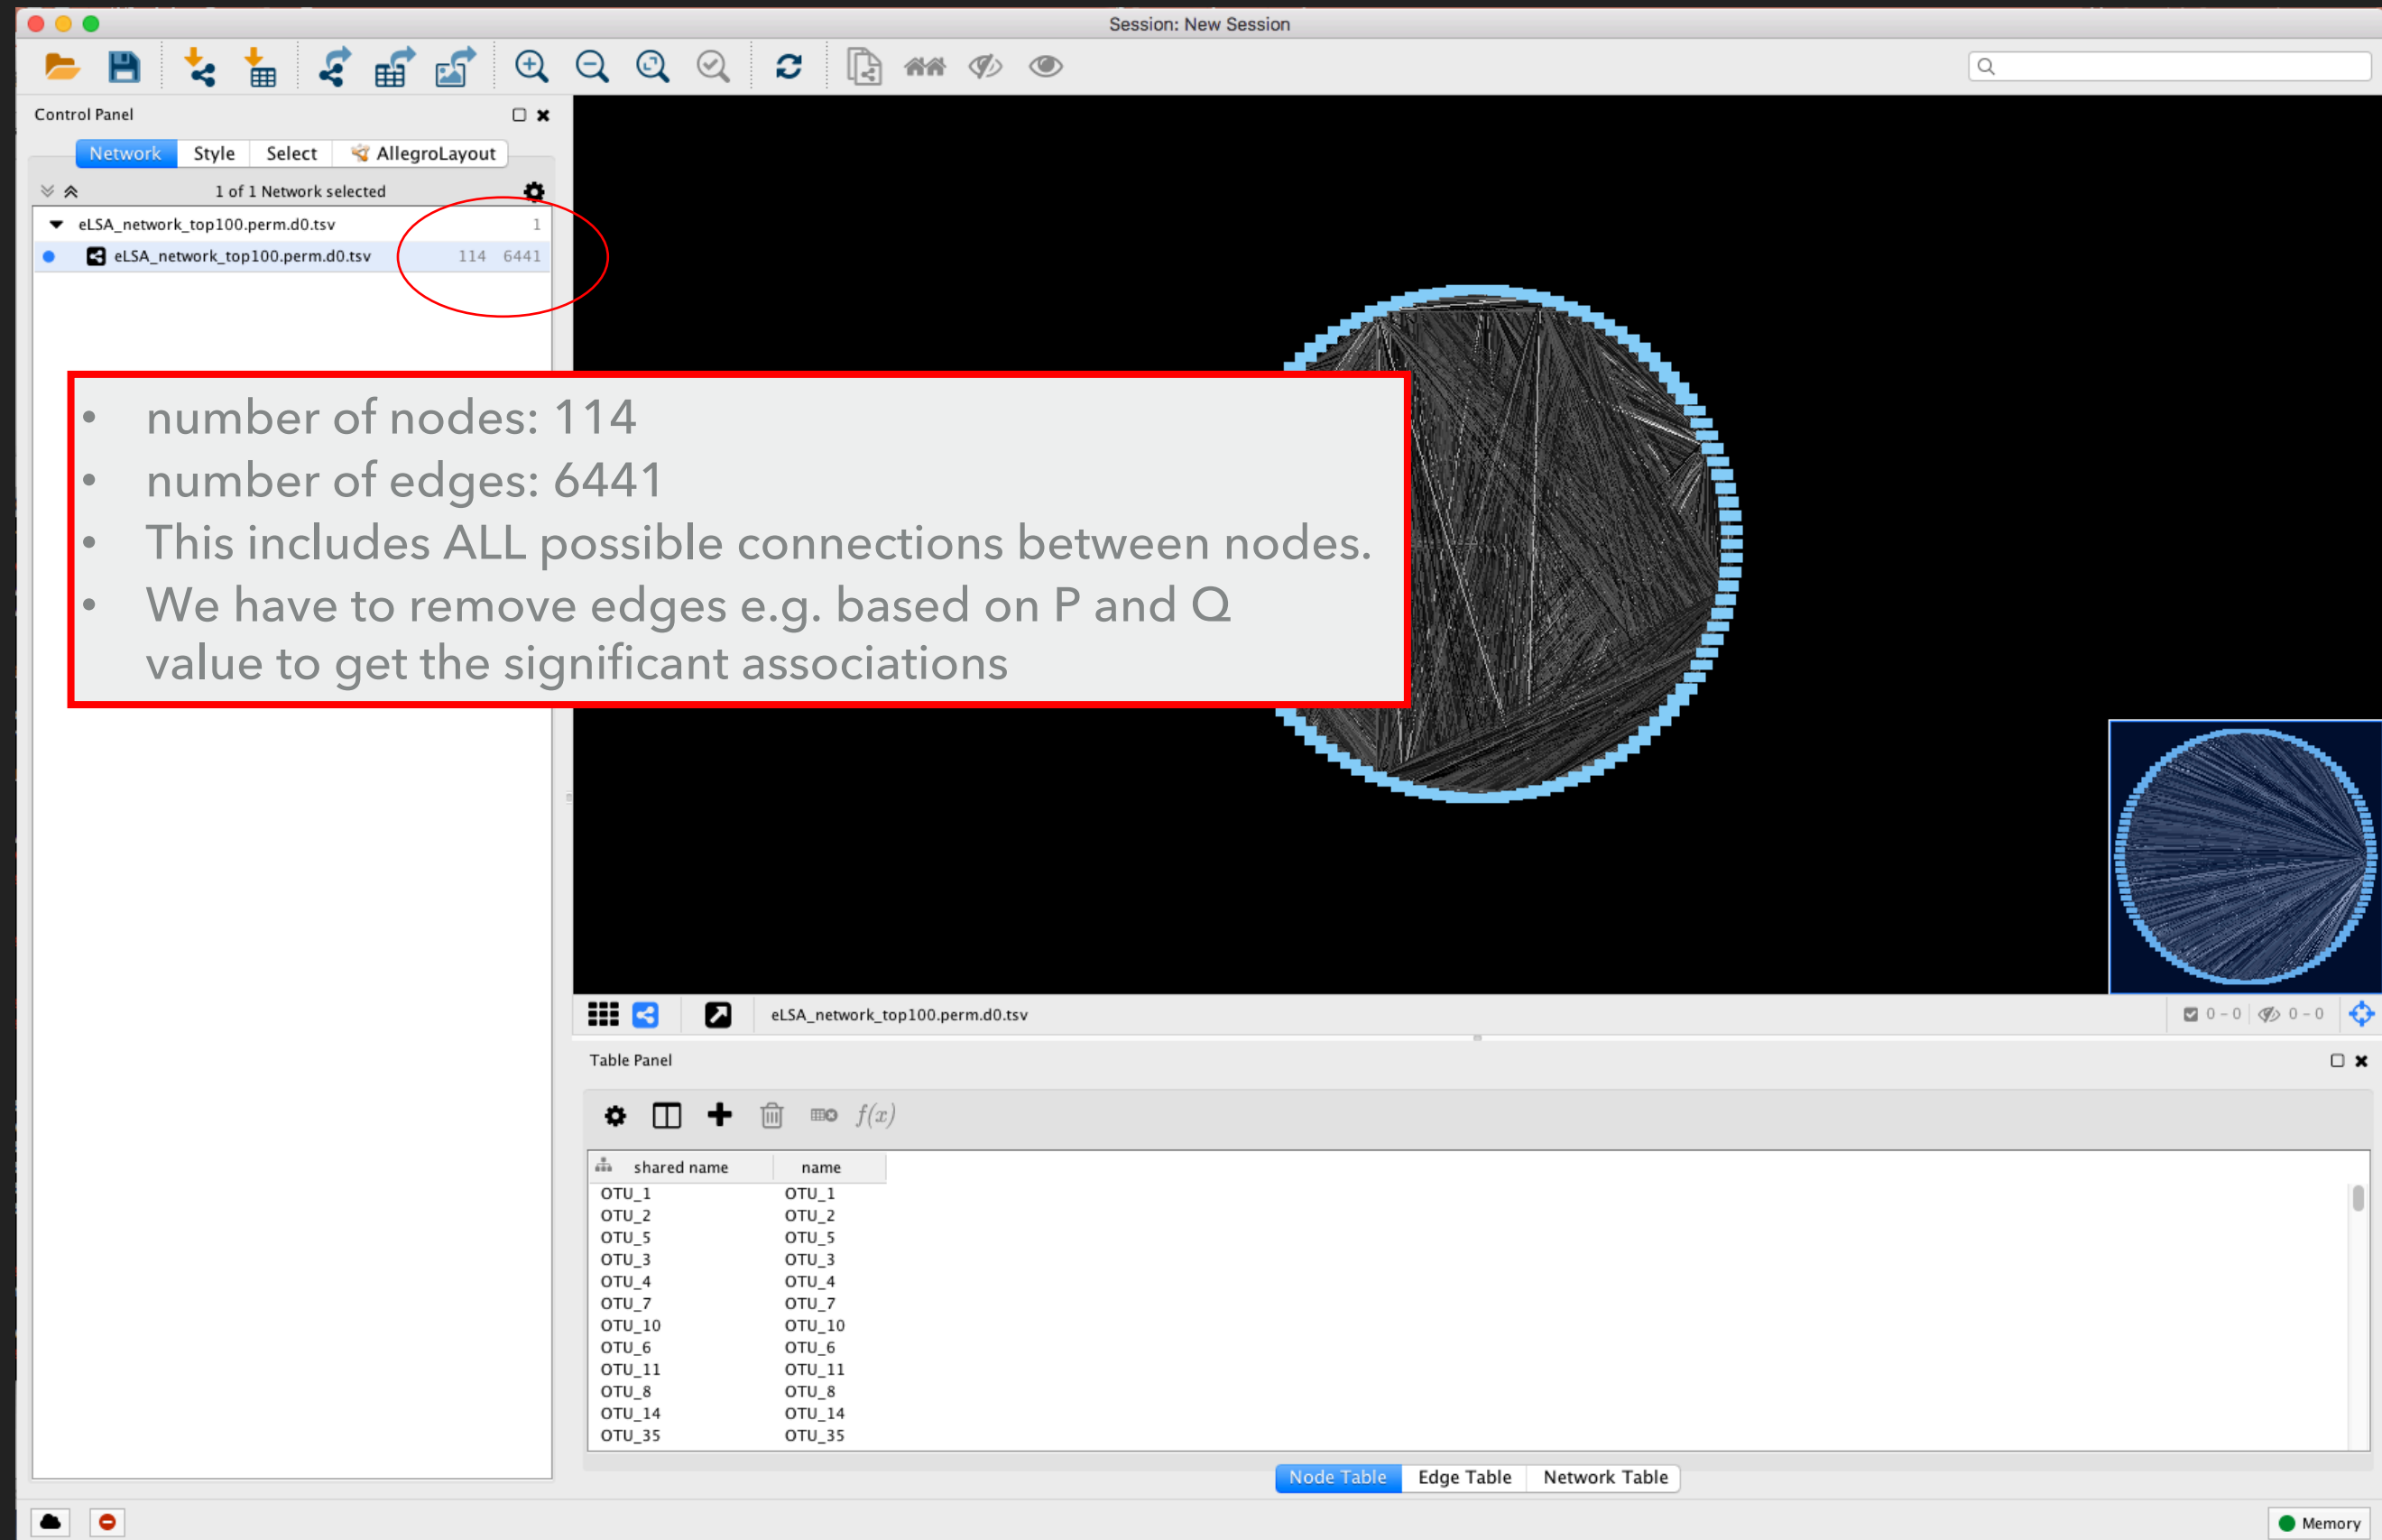 Session: New Session
Control Panel
Network Style Select AllegroLayout
1 of 1 Network selected
eLSA_network_top100.perm.d0.tsv 1
eLSA_network_top100.perm.d0.tsv 114 6441
• number of nodes: 114
• number of edges: 6441
• This includes ALL possible connections between nodes.
• We have to remove edges e.g. based on P and Q
value to get the significant associations
eLSA_network_top100.perm.d0.tsv
0 - 0 0 - 0
Table Panel
f(x)
shared name name
OTU_1 OTU_1
OTU_2 OTU_2
OTU_5 OTU_5
OTU_3 OTU_3
OTU_4 OTU_4
OTU_7 OTU_7
OTU_10 OTU_10
OTU_6 OTU_6
OTU_11 OTU_11
OTU_8 OTU_8
OTU_14 OTU_14
OTU_35 OTU_35
Node Table Edge Table Network Table
Memory